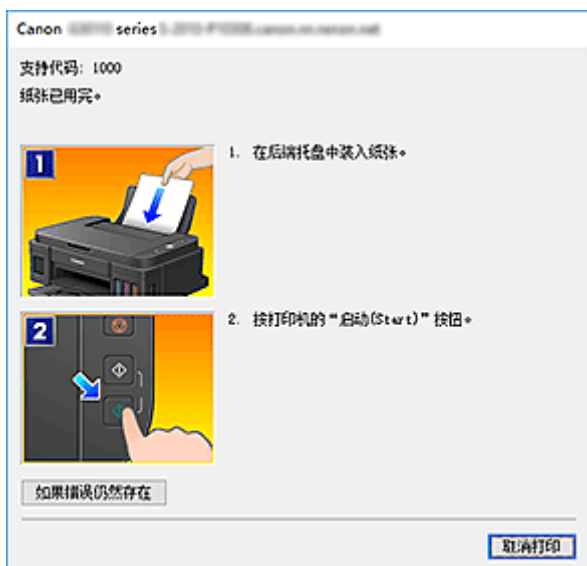 Canon series
支持代码: 1000
纸张已用完。
1
1. 在后端托盘中装入纸张。
2
2. 按打印机的“启动(Start)”按钮。
如果错误仍然存在
取消打印